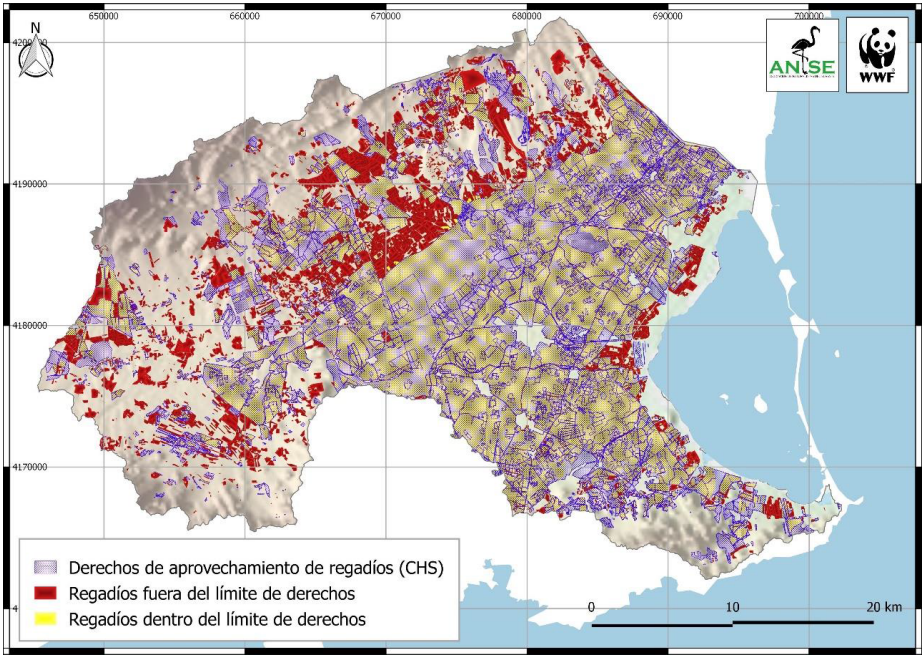 650000 660000 670000 680000 690000 700000
N
ANSE
WWF
4190000
4180000
4170000
Derechos de aprovechamiento de regadíos (CHS)
Regadíos fuera del límite de derechos
Regadíos dentro del límite de derechos
0 10 20 km